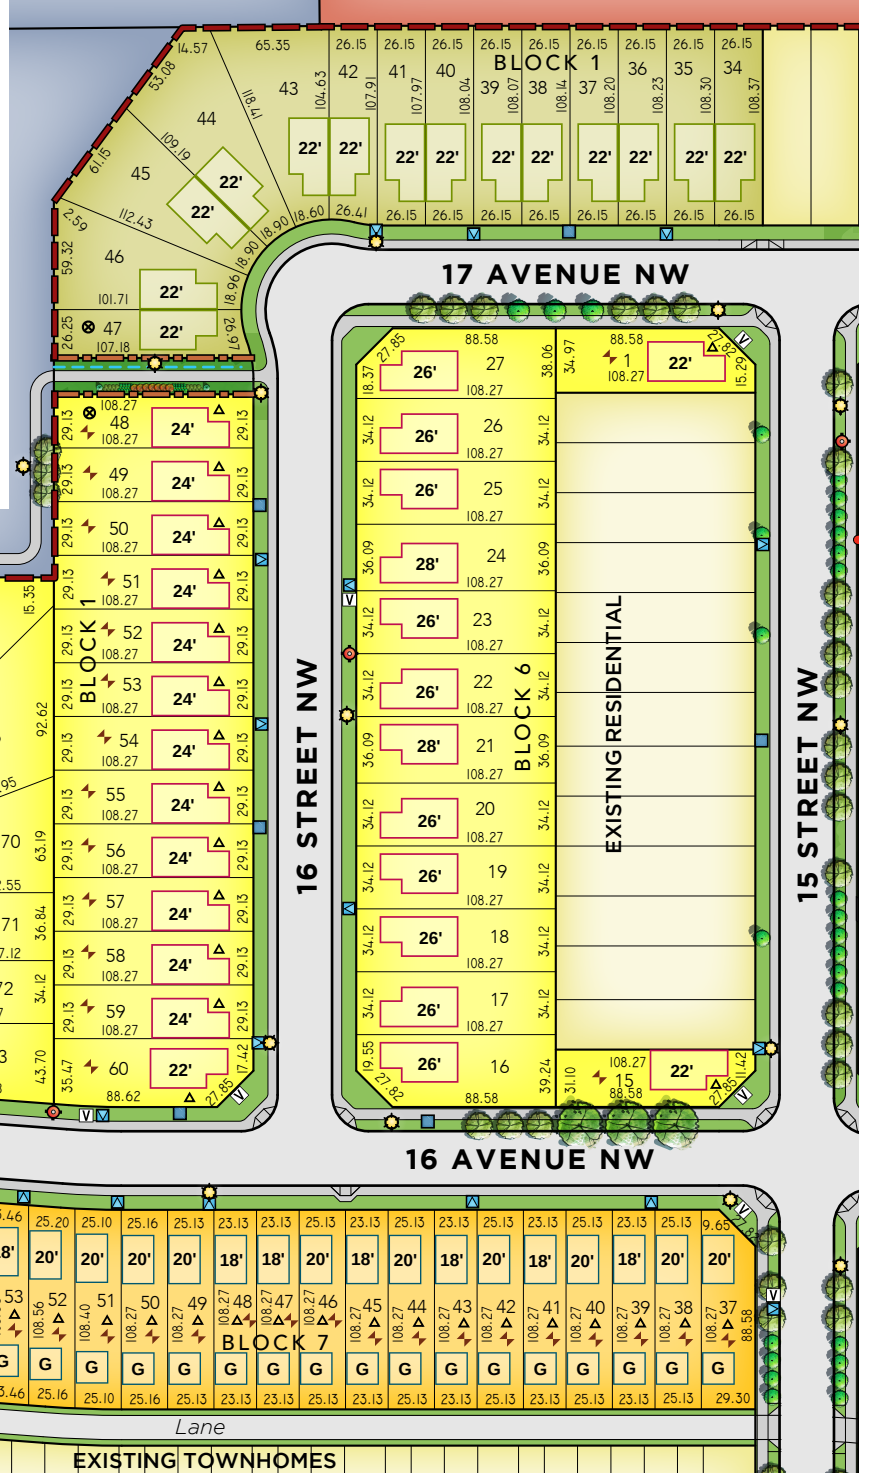 14.57 65.35 26.15 26.15 26.15 26.15 26.15 26.15 26.15 26.15 26.15
BLOCK 1
53.08 118.41 43 104.63 42 107.91 41 107.97 40 108.04 39 108.07 38 108.14 37 108.20 36 108.23 35 108.30 34 108.37
44
61.15 109.19 45
22' 22' 22' 22' 22' 22' 22' 22' 22' 22'
22'
22'
2.59 112.43 18.90 18.90 18.60 26.41 26.15 26.15 26.15 26.15 26.15 26.15 26.15 26.15
59.32 46 101.71 22' 18.96
26.25 47 107.18 22' 26.97
17 AVENUE NW
108.27
29.13 48 108.27 24' 29.13
29.13 49 108.27 24' 29.13
29.13 50 108.27 24' 29.13
29.13 51 108.27 24' 29.13
29.13 52 108.27 24' 29.13
29.13 53 108.27 24' 29.13
29.13 54 108.27 24' 29.13
29.13 55 108.27 24' 29.13
29.13 56 108.27 24' 29.13
29.13 57 108.27 24' 29.13
29.13 58 108.27 24' 29.13
29.13 59 108.27 24' 29.13
35.47 60 88.62 22' 17.42 27.85
BLOCK 1
15.35
92.62
.95
70 63.19
2.55
71 36.84
7.12
72 34.12
3 43.70
16 STREET NW
27.85 88.58
18.37 26' 27 108.27 38.06
34.12 26' 26 108.27 34.12
34.12 26' 25 108.27 34.12
36.09 28' 24 108.27 36.09
34.12 26' 23 108.27 34.12
34.12 26' 22 108.27 34.12
36.09 28' 21 108.27 36.09
34.12 26' 20 108.27 34.12
34.12 26' 19 108.27 34.12
34.12 26' 18 108.27 34.12
34.12 26' 17 108.27 34.12
19.55 26' 16 39.24
27.82 88.58
BLOCK 6
88.58 27.82
34.97 1 108.27 22' 15.29
EXISTING RESIDENTIAL
108.27
31.10 15 22' 11.42
88.58 27.85
15 STREET NW
V
V
V
V
V
V
16 AVENUE NW
V
V
3.46 25.20 25.10 25.16 25.13 23.13 23.13 25.13 23.13 25.13 23.13 25.13 23.13 25.13 23.13 25.13 9.65
18' 20' 20' 20' 20' 18' 18' 20' 18' 20' 18' 20' 18' 20' 18' 20' 20'
53 52 51 50 49 48 47 46 45 44 43 42 41 40 39 38 37
108.56 108.40 108.27 108.27 108.27 108.27 108.27 108.27 108.27 108.27 108.27 108.27 108.27 108.27 108.27 108.27 88.58
BLOCK 7
G G G G G G G G G G G G G G G G G
3.46 25.16 25.10 25.16 25.13 23.13 23.13 25.13 23.13 25.13 23.13 25.13 23.13 25.13 23.13 25.13 29.30
Lane
EXISTING TOWNHOMES